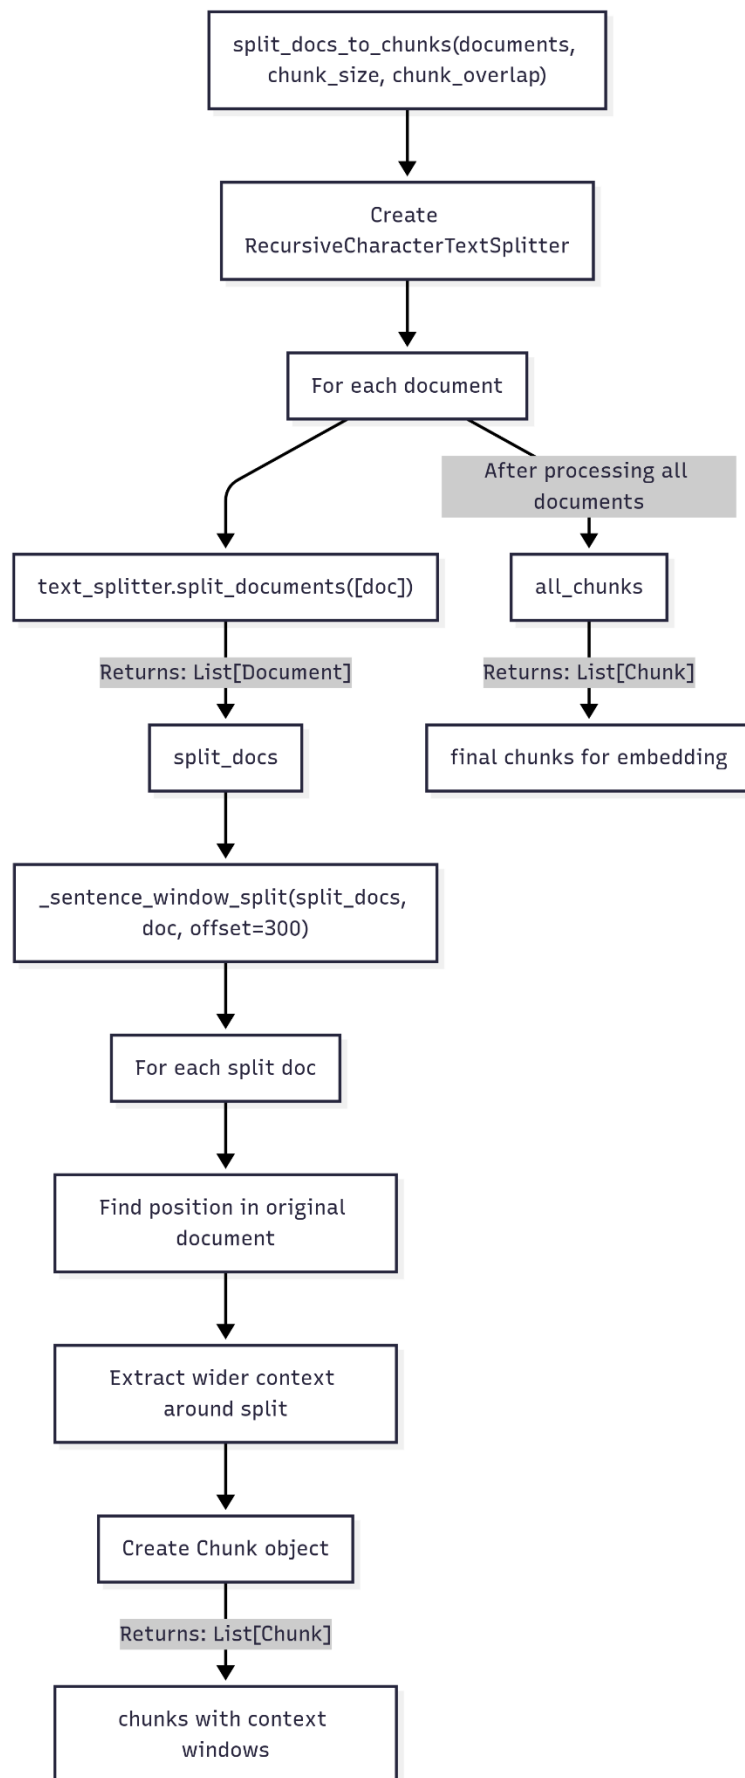 split_docs_to_chunks(documents,
chunk_size, chunk_overlap)
Create
RecursiveCharacterTextSplitter
For each document
After processing all
documents
text_splitter.split_documents([doc])
all_chunks
Returns: List[Document]
Returns: List[Chunk]
split_docs
final chunks for embedding
_sentence_window_split(split_docs,
doc, offset=300)
For each split doc
Find position in original
document
Extract wider context
around split
Create Chunk object
Returns: List[Chunk]
chunks with context
windows